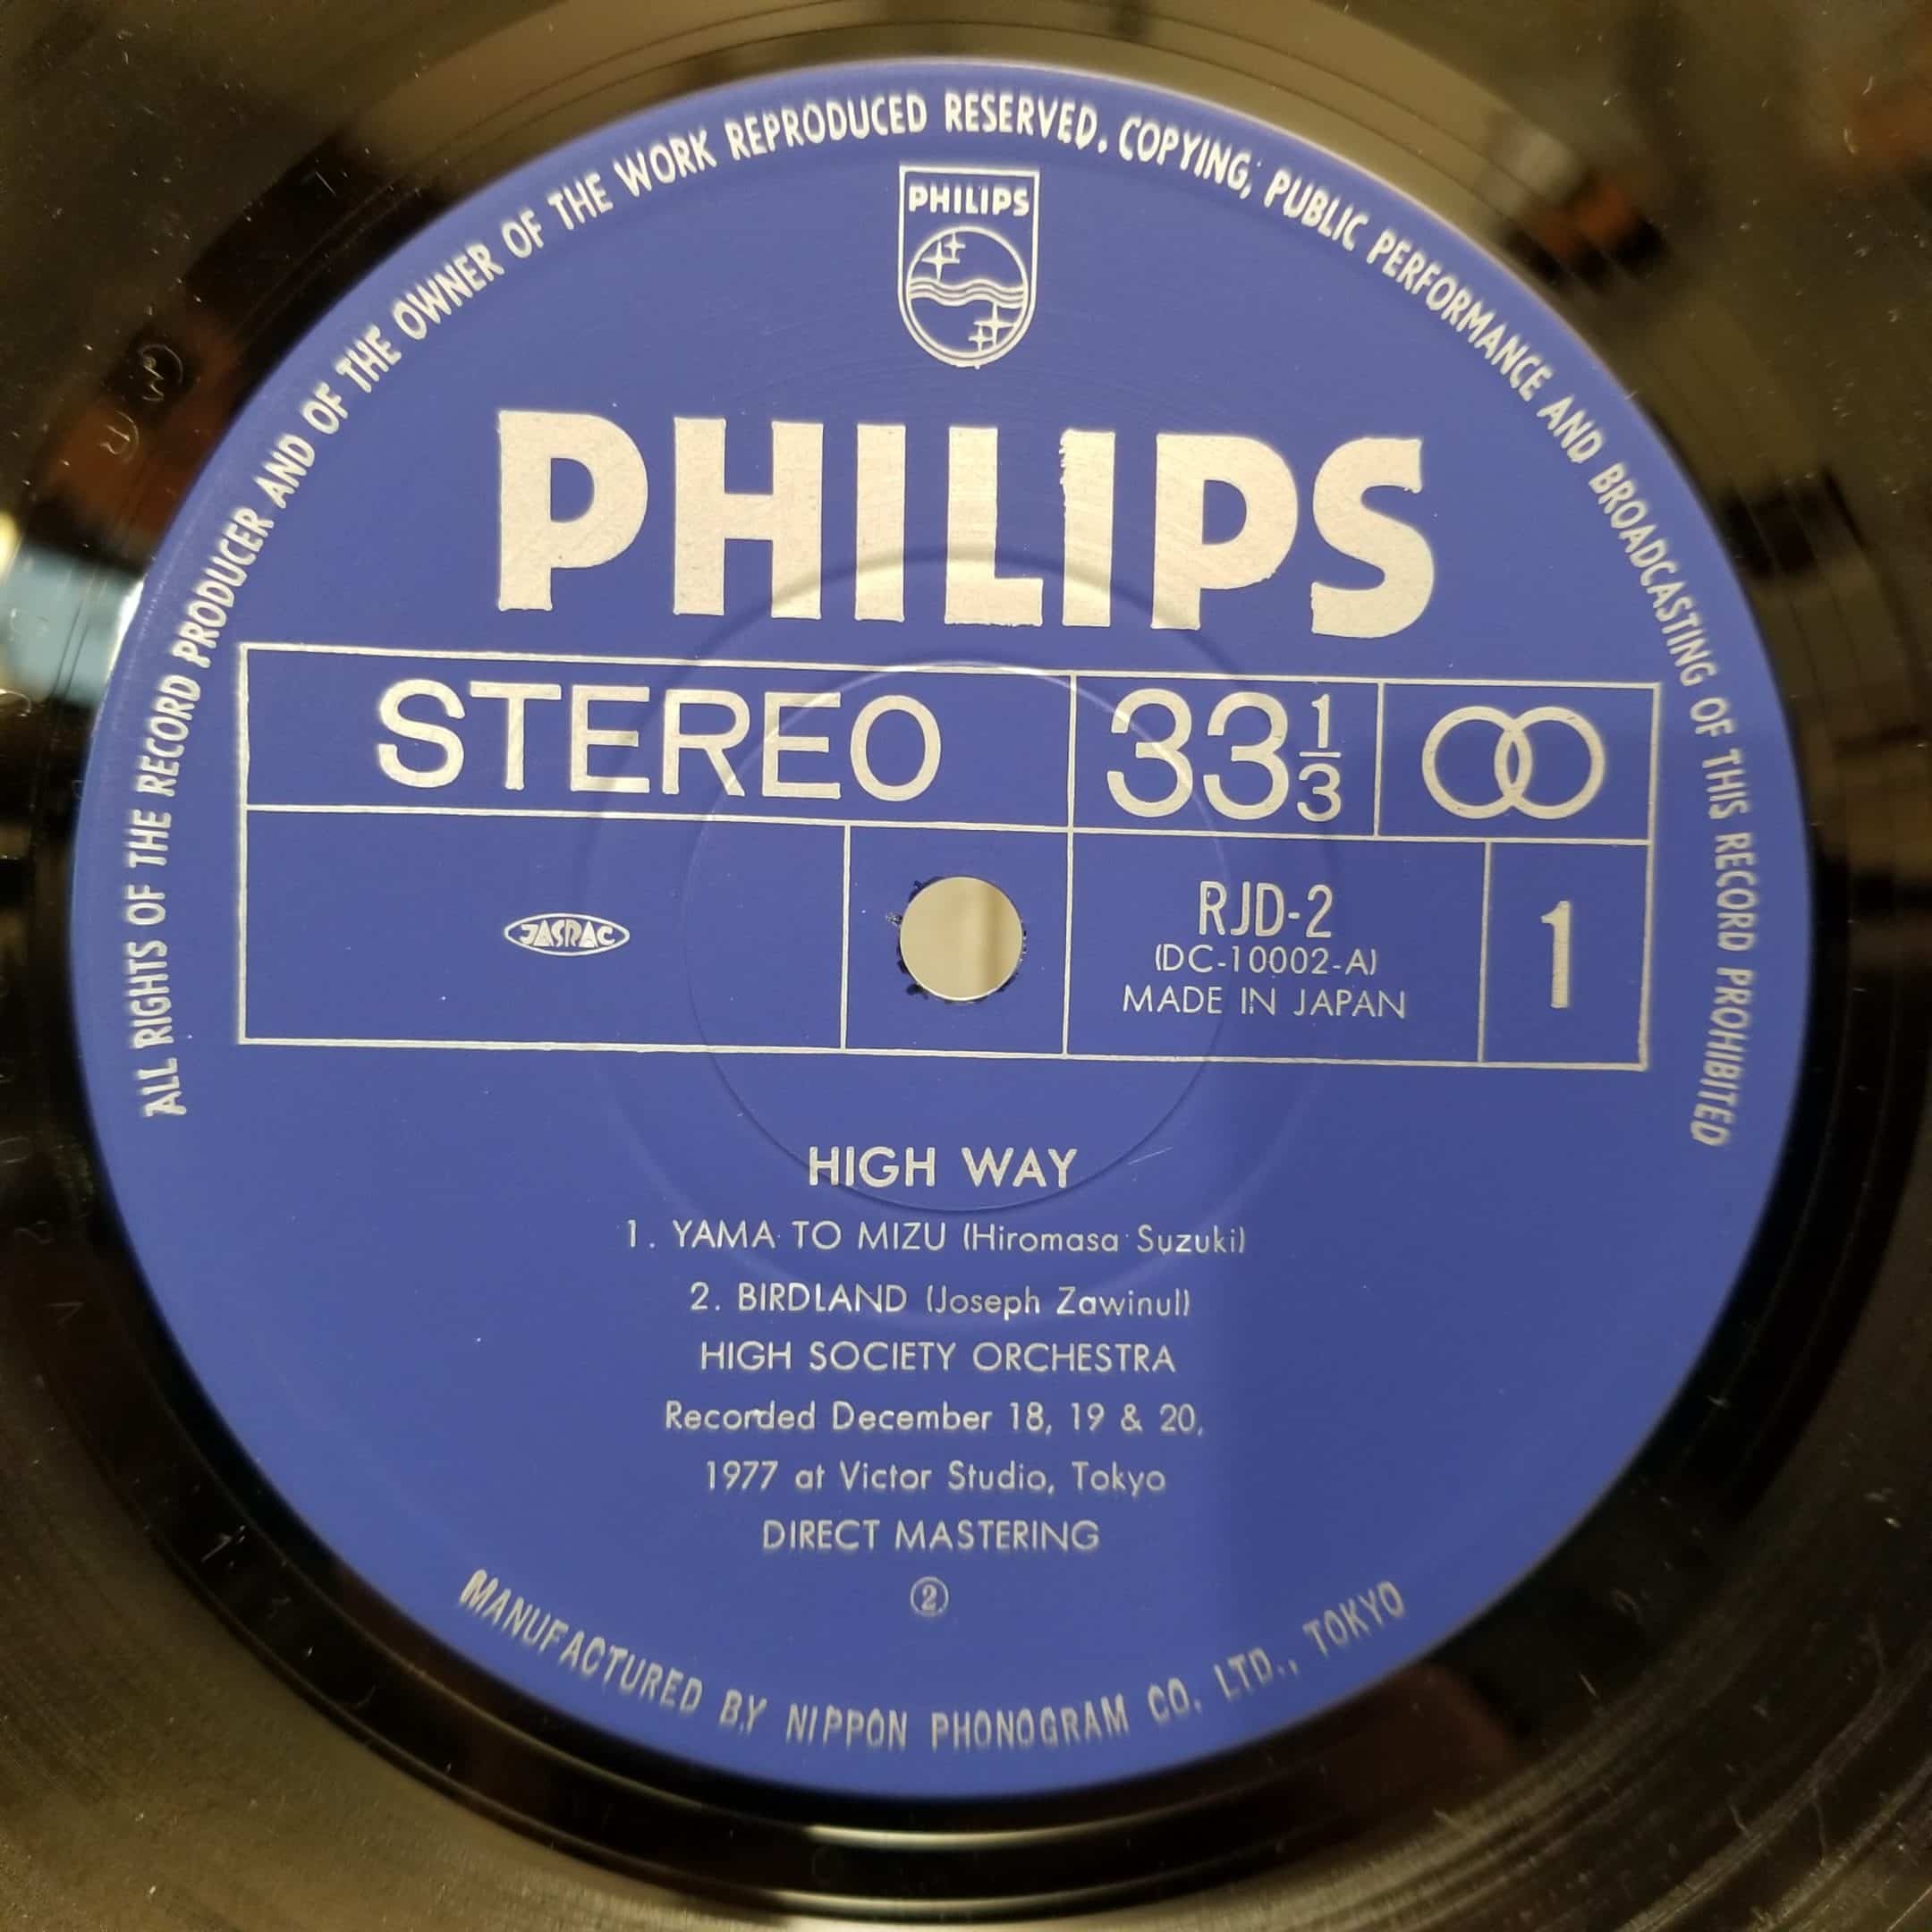 ALL RIGHTS OF THE RECORD PRODUCER AND OF THE OWNER OF THE WORK REPRODUCED RESERVED. COPYING, PUBLIC PERFORMANCE AND BROADCASTING OF THIS RECORD PROHIBITED
PHILIPS
PHILIPS
STEREO
33 1/3
JASRAC
RJD-2
(DC-10002-A)
MADE IN JAPAN
1
HIGH WAY
1. YAMA TO MIZU (Hiromasa Suzuki)
2. BIRDLAND (Joseph Zawinul)
HIGH SOCIETY ORCHESTRA
Recorded December 18, 19 & 20,
1977 at Victor Studio, Tokyo
DIRECT MASTERING
②
MANUFACTURED BY NIPPON PHONOGRAM CO. LTD., TOKYO